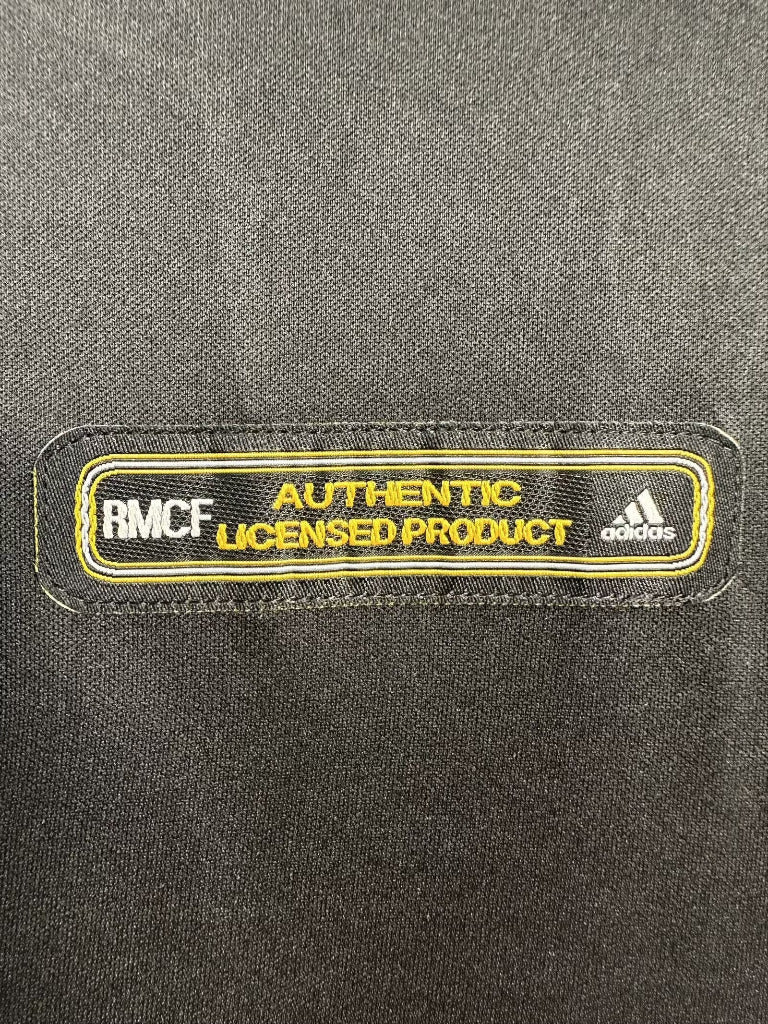 RMCF
AUTHENTIC
LICENSED PRODUCT
adidas